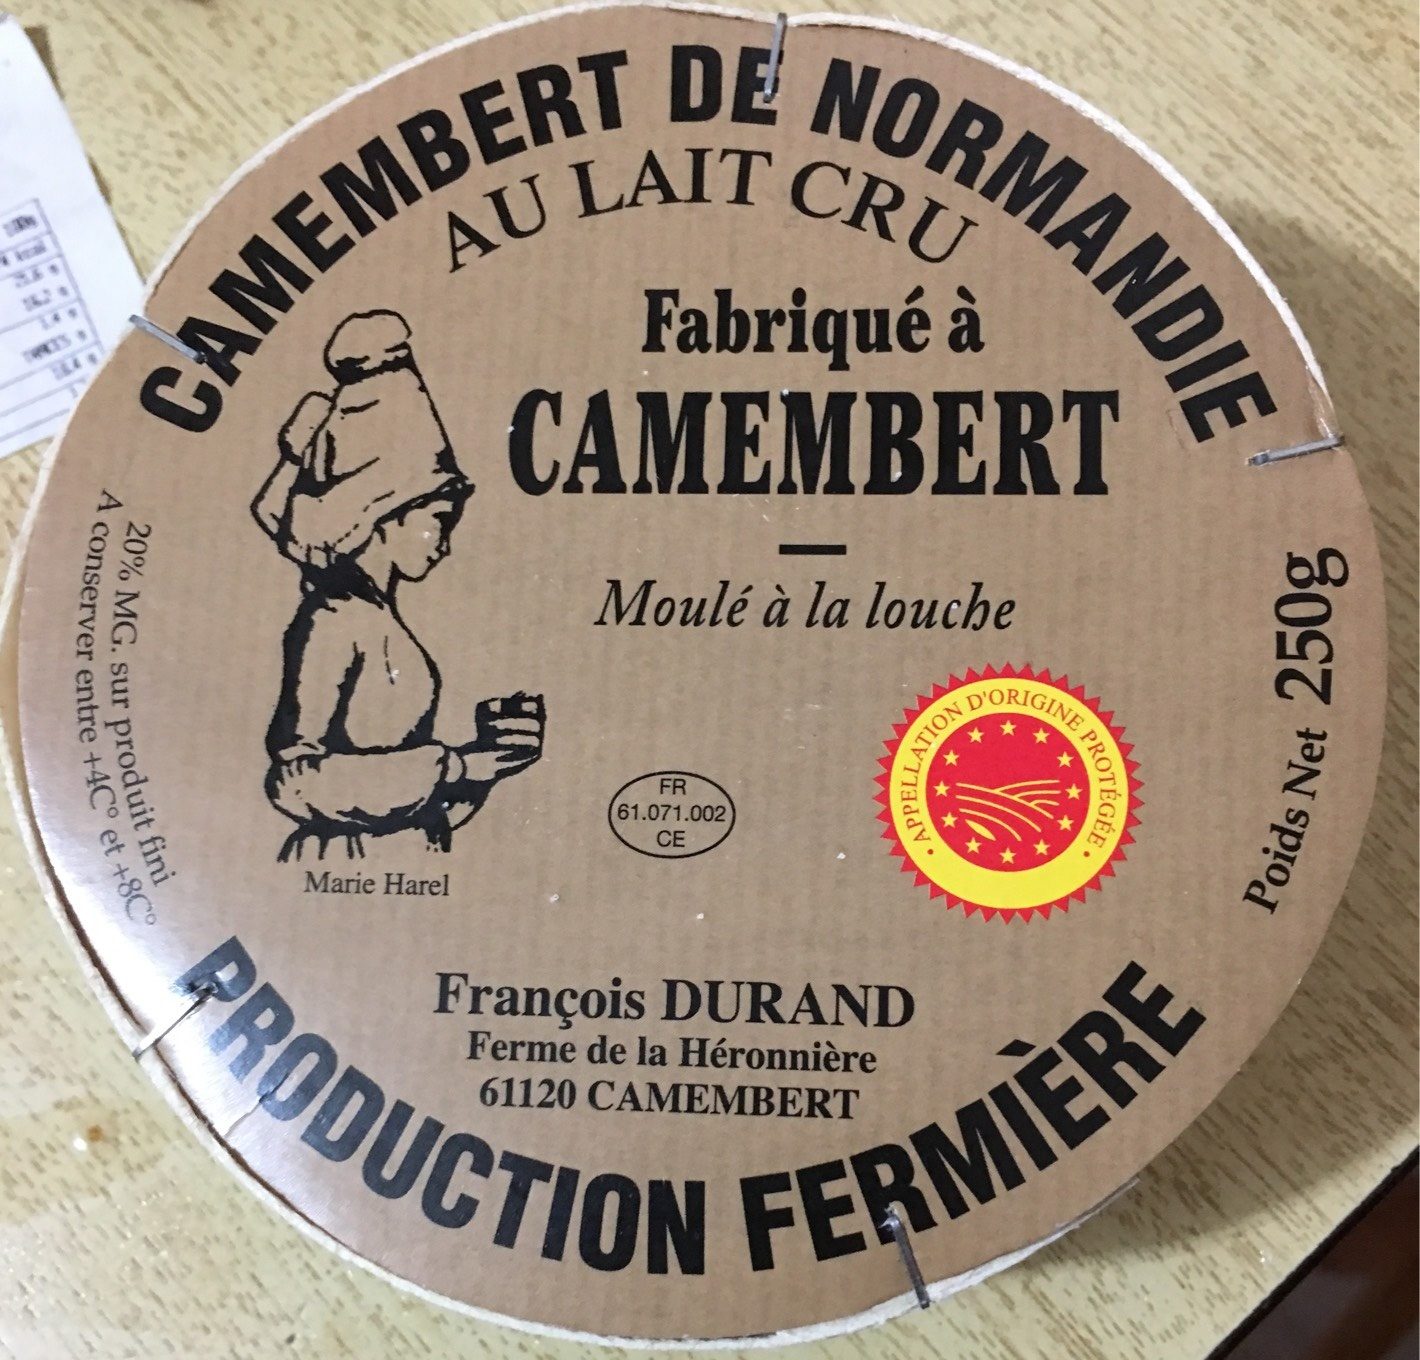 CAMEMBERT DE NORMANDIE
AU LAIT CRU
Fabriqué à
CAMEMBERT
Moulé à la louche
20% MG. sur produit fini
A conserver entre +4C° et +8C°
Marie Harel
FR
61.071.002
CE
• APPELLATION D'ORIGINE PROTÉGÉE •
Poids Net 250g
François DURAND
Ferme de la Héronnière
61120 CAMEMBERT
PRODUCTION FERMIÈRE